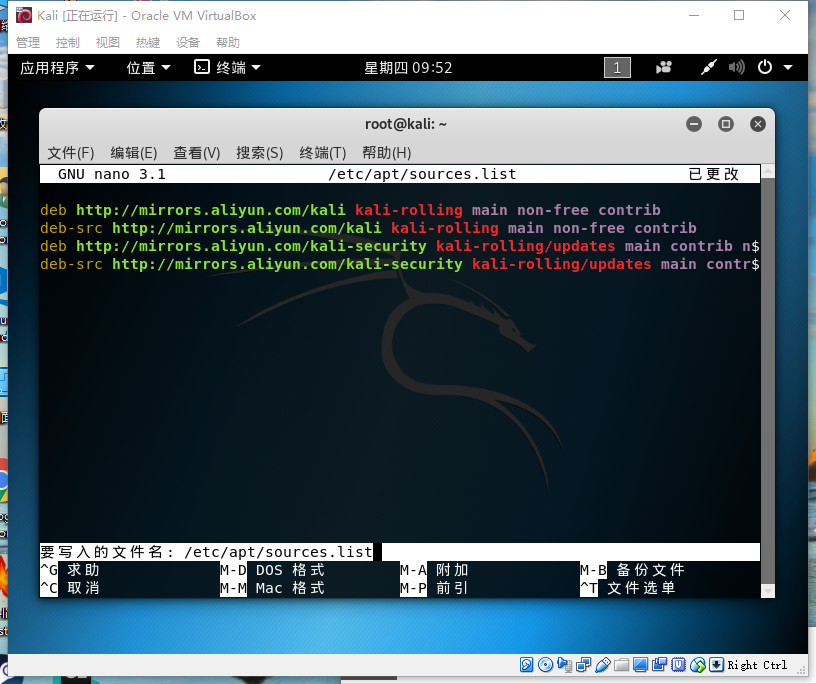 Kali [正在运行] - Oracle VM VirtualBox
管理 控制 视图 热键 设备 帮助
应用程序 位置 终端 星期四 09:52 1
root@kali: ~
文件(F) 编辑(E) 查看(V) 搜索(S) 终端(T) 帮助(H)
GNU nano 3.1 /etc/apt/sources.list 已更改
deb http://mirrors.aliyun.com/kali kali-rolling main non-free contrib
deb-src http://mirrors.aliyun.com/kali kali-rolling main non-free contrib
deb http://mirrors.aliyun.com/kali-security kali-rolling/updates main contrib n$
deb-src http://mirrors.aliyun.com/kali-security kali-rolling/updates main contr$
要写入的文件名: /etc/apt/sources.list
^G 求助 M-D DOS 格式 M-A 附加 M-B 备份文件
^C 取消 M-M Mac 格式 M-P 前引 ^T 文件选单
Right Ctrl